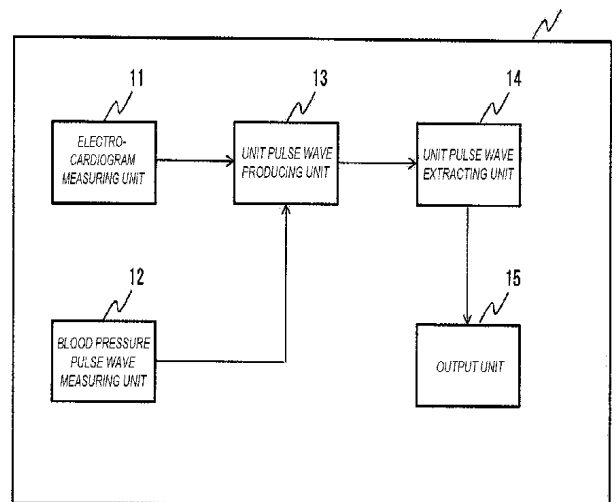 11
ELECTRO-
CARDIOGRAM
MEASURING UNIT
13
UNIT PULSE WAVE
PRODUCING UNIT
14
UNIT PULSE WAVE
EXTRACTING UNIT
12
BLOOD PRESSURE
PULSE WAVE
MEASURING UNIT
15
OUTPUT UNIT